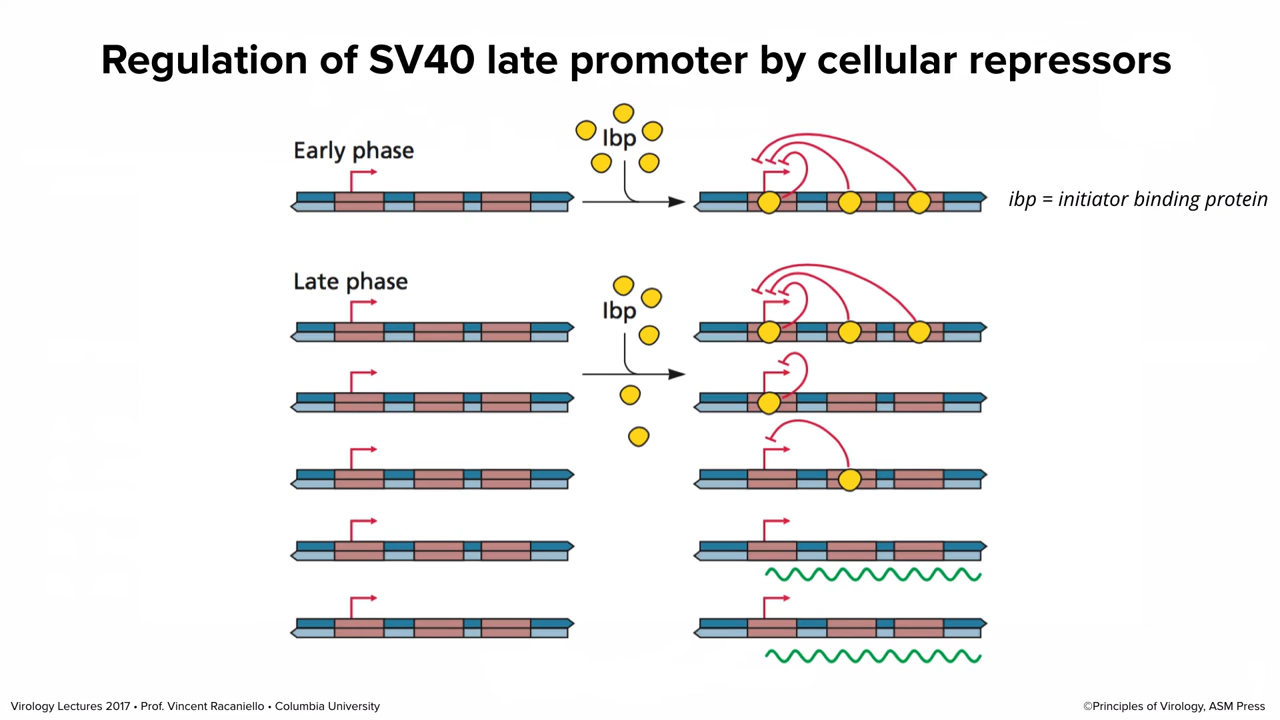 Regulation of SV40 late promoter by cellular repressors
Early phase
Ibp
ibp = initiator binding protein
Late phase
Ibp
Virology Lectures 2017 • Prof. Vincent Racaniello • Columbia University
©Principles of Virology, ASM Press